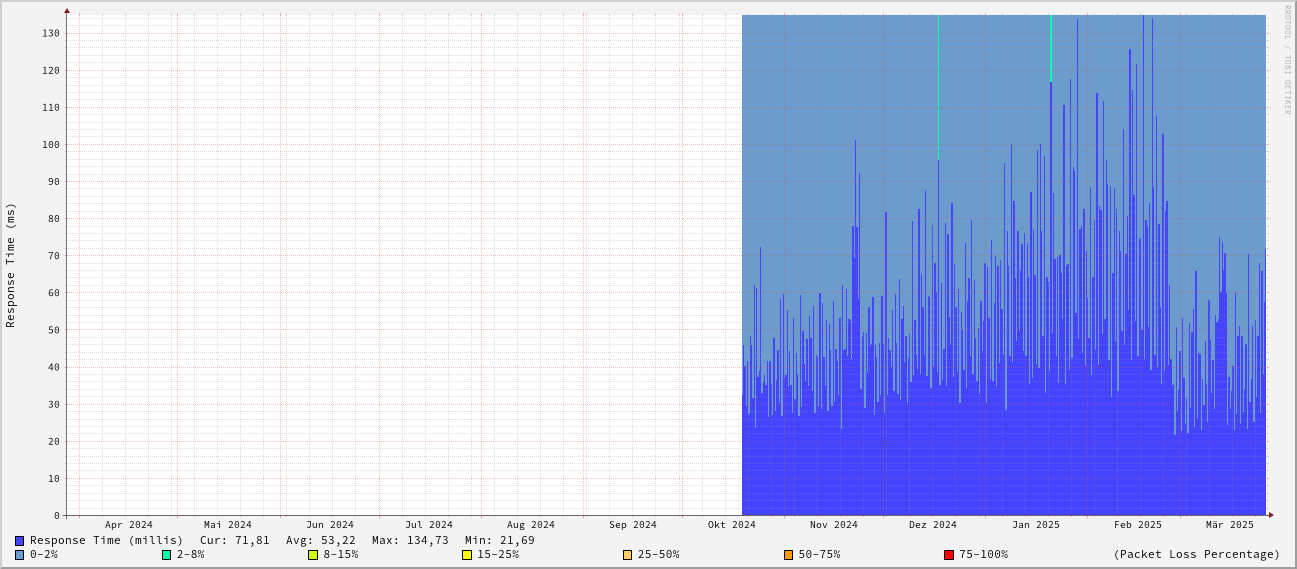 RRDTOOL / TOBI OETIKER
Response Time (ms)
130
120
110
100
90
80
70
60
50
40
30
20
10
0
Apr 2024 Mai 2024 Jun 2024 Jul 2024 Aug 2024 Sep 2024 Okt 2024 Nov 2024 Dez 2024 Jan 2025 Feb 2025 Mär 2025
Response Time (millis) Cur: 71,81 Avg: 53,22 Max: 134,73 Min: 21,69
0-2% 2-8% 8-15% 15-25% 25-50% 50-75% 75-100% (Packet Loss Percentage)